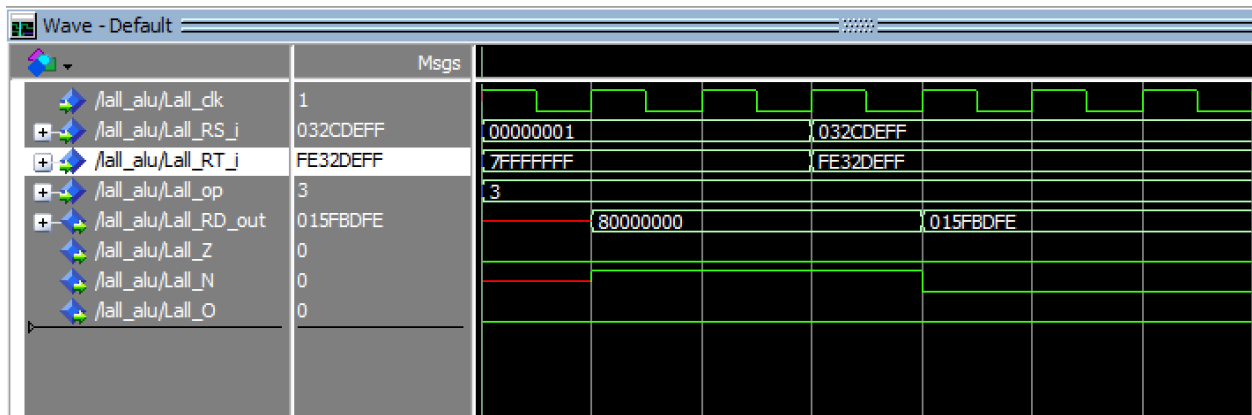 Wave - Default
Msgs
/lall_alu/Lall_clk 1
/lall_alu/Lall_RS_i 032CDEFF 00000001 032CDEFF
/lall_alu/Lall_RT_i FE32DEFF 7FFFFFFF FE32DEFF
/lall_alu/Lall_op 3 3
/lall_alu/Lall_RD_out 015FBDFE 80000000 015FBDFE
/lall_alu/Lall_Z 0
/lall_alu/Lall_N 0
/lall_alu/Lall_O 0